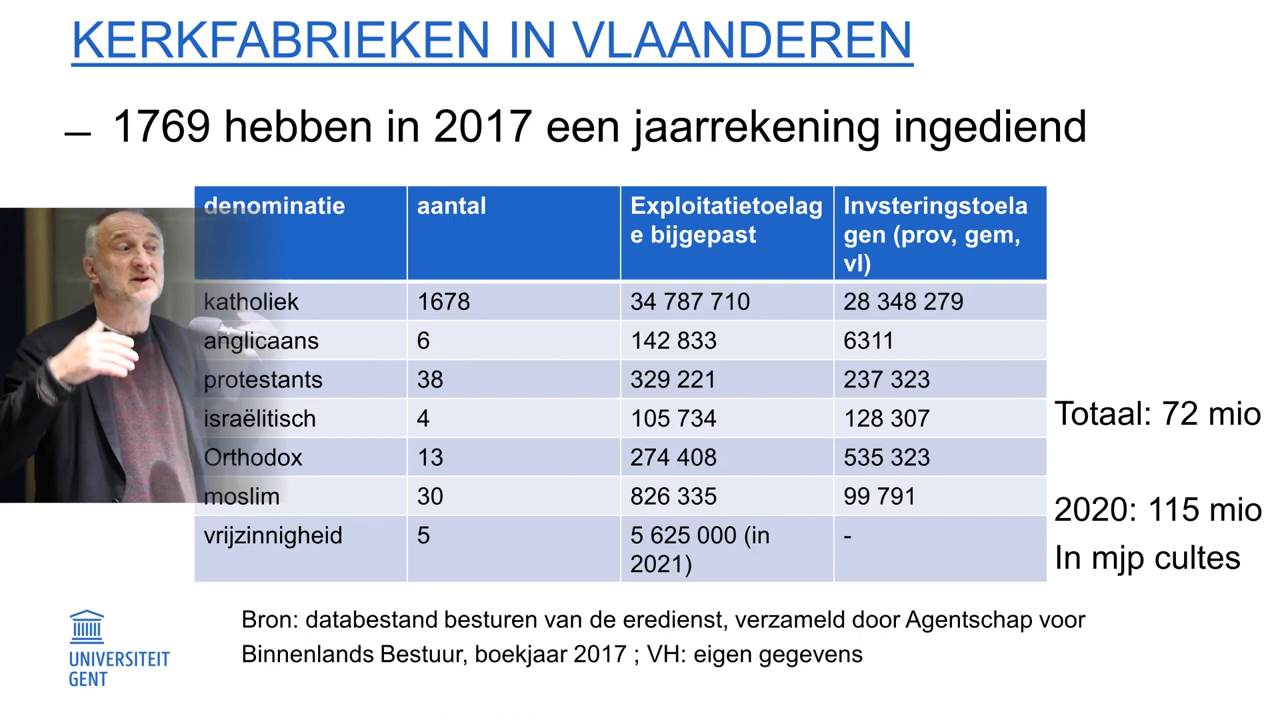 KERKFABRIEKEN IN VLAANDEREN
– 1769 hebben in 2017 een jaarrekening ingediend
denominatie aantal Exploitatietoelag Invsteringstoela
e bijgepast gen (prov, gem,
vl)
katholiek 1678 34 787 710 28 348 279
anglicaans 6 142 833 6311
protestants 38 329 221 237 323
israëlitisch 4 105 734 128 307
Totaal: 72 mio
Orthodox 13 274 408 535 323
moslim 30 826 335 99 791
2020: 115 mio
vrijzinnigheid 5 5 625 000 (in -
2021)
In mjp cultes
Bron: databestand besturen van de eredienst, verzameld door Agentschap voor
Binnenlands Bestuur, boekjaar 2017 ; VH: eigen gegevens
UNIVERSITEIT
GENT